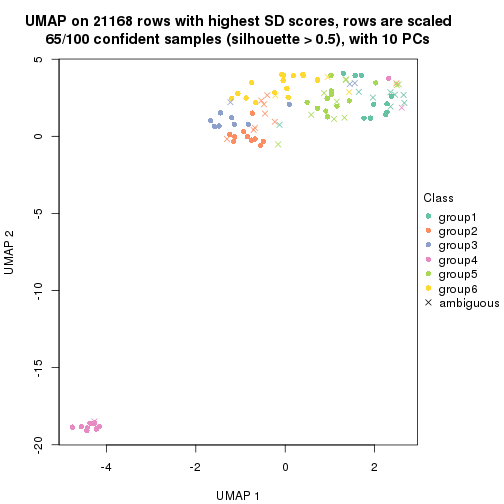 UMAP on 21168 rows with highest SD scores, rows are scaled
65/100 confident samples (silhouette > 0.5), with 10 PCs
5
0
-5
-10
-15
-20
UMAP 2
-4
-2
0
2
UMAP 1
Class
group1
group2
group3
group4
group5
group6
ambiguous